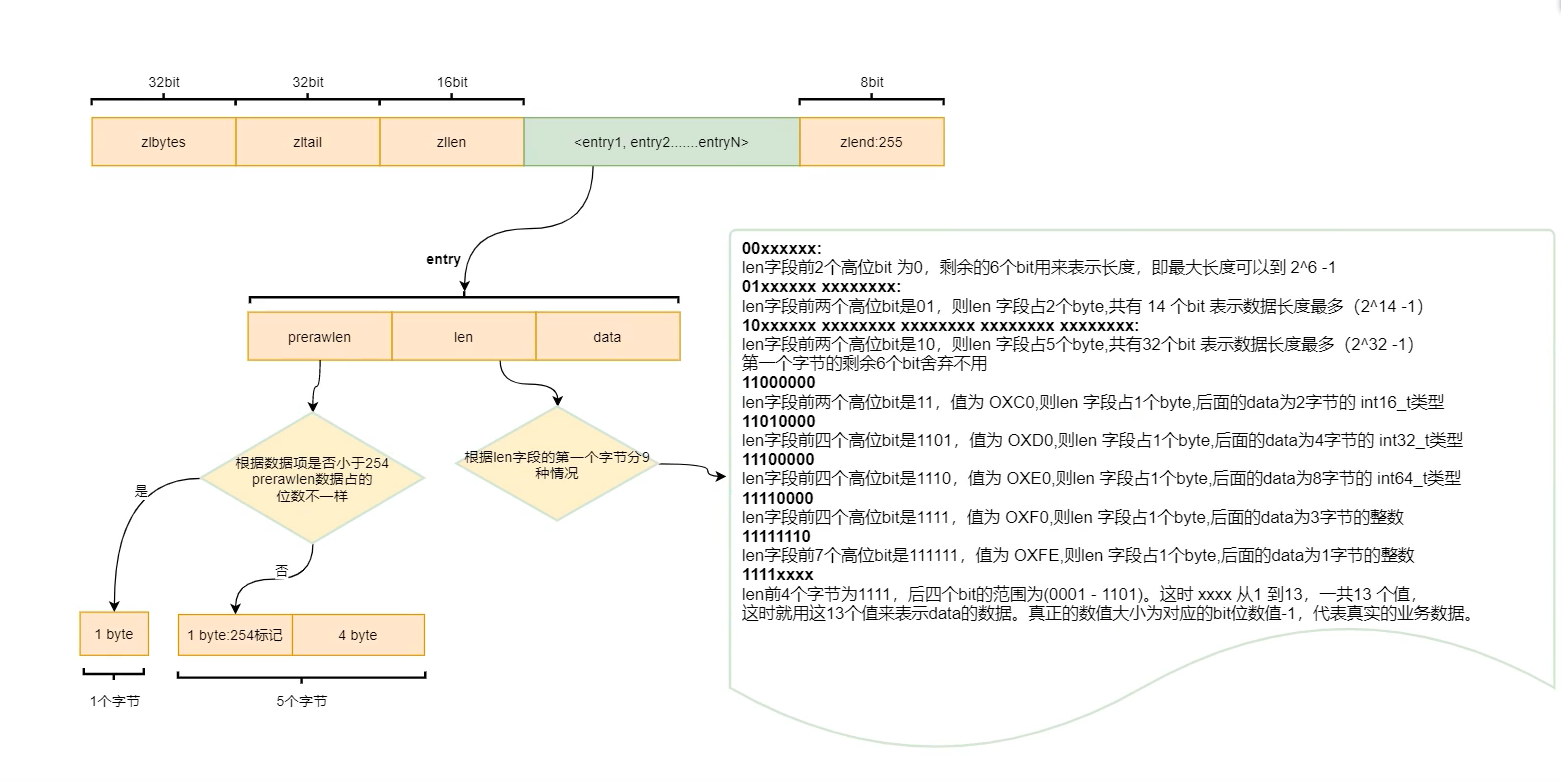 32bit
32bit
16bit
8bit
zlbytes
zltail
zllen
<entry1, entry2.......entryN>
zlend:255
entry
prerawlen
len
data
根据数据项是否小于254
prerawlen数据占的
位数不一样
根据len字段的第一个字节分9
种情况
是
否
1 byte
1 byte:254标记
4 byte
1个字节
5个字节
00xxxxxx:
len字段前2个高位bit 为0，剩余的6个bit用来表示长度，即最大长度可以到 2^6 -1
01xxxxxx xxxxxxxx:
len字段前两个高位bit是01，则len 字段占2个byte,共有 14 个bit 表示数据长度最多（2^14 -1）
10xxxxxx xxxxxxxx xxxxxxxx xxxxxxxx xxxxxxxx:
len字段前两个高位bit是10，则len 字段占5个byte,共有32个bit 表示数据长度最多（2^32 -1）
第一个字节的剩余6个bit舍弃不用
11000000
len字段前两个高位bit是11，值为 OXC0,则len 字段占1个byte,后面的data为2字节的 int16_t类型
11010000
len字段前四个高位bit是1101，值为 OXD0,则len 字段占1个byte,后面的data为4字节的 int32_t类型
11100000
len字段前四个高位bit是1110，值为 OXE0,则len 字段占1个byte,后面的data为8字节的 int64_t类型
11110000
len字段前四个高位bit是1111，值为 OXF0,则len 字段占1个byte,后面的data为3字节的整数
11111110
len字段前7个高位bit是111111，值为 OXFE,则len 字段占1个byte,后面的data为1字节的整数
1111xxxx
len前4个字节为1111，后四个bit的范围为(0001 - 1101)。这时 xxxx 从1 到13，一共13 个值，
这时就用这13个值来表示data的数据。真正的数值大小为对应的bit位数值-1，代表真实的业务数据。